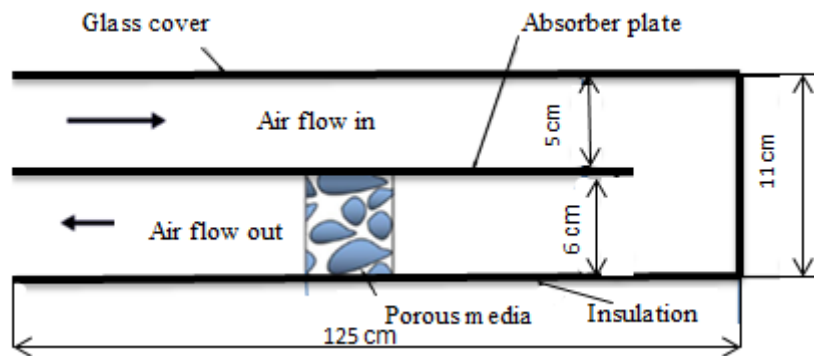 Glass cover
Absorber plate
Air flow in
5 cm
11 cm
Air flow out
6 cm
Porous media
Insulation
125 cm